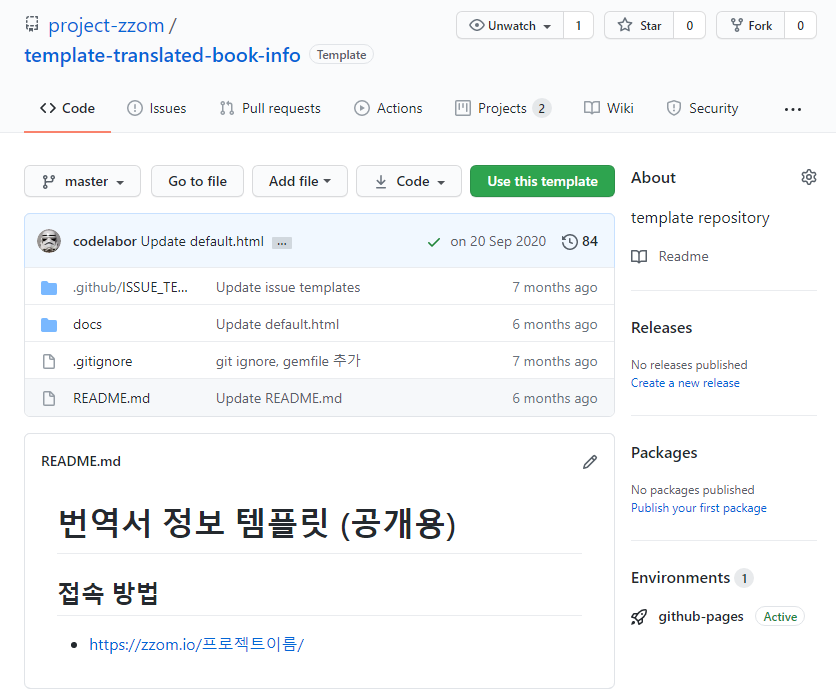 project-zzom /
Unwatch 1 Star 0 Fork 0
template-translated-book-info Template
Code Issues Pull requests Actions Projects 2 Wiki Security ...
master Go to file Add file Code Use this template
codelabor Update default.html ... on 20 Sep 2020 84
.github/ISSUE_TE... Update issue templates 7 months ago
docs Update default.html 6 months ago
.gitignore git ignore, gemfile 추가 7 months ago
README.md Update README.md 6 months ago
README.md
번역서 정보 템플릿 (공개용)
접속 방법
https://zzom.io/프로젝트이름/
About
template repository
Readme
Releases
No releases published
Create a new release
Packages
No packages published
Publish your first package
Environments 1
github-pages Active